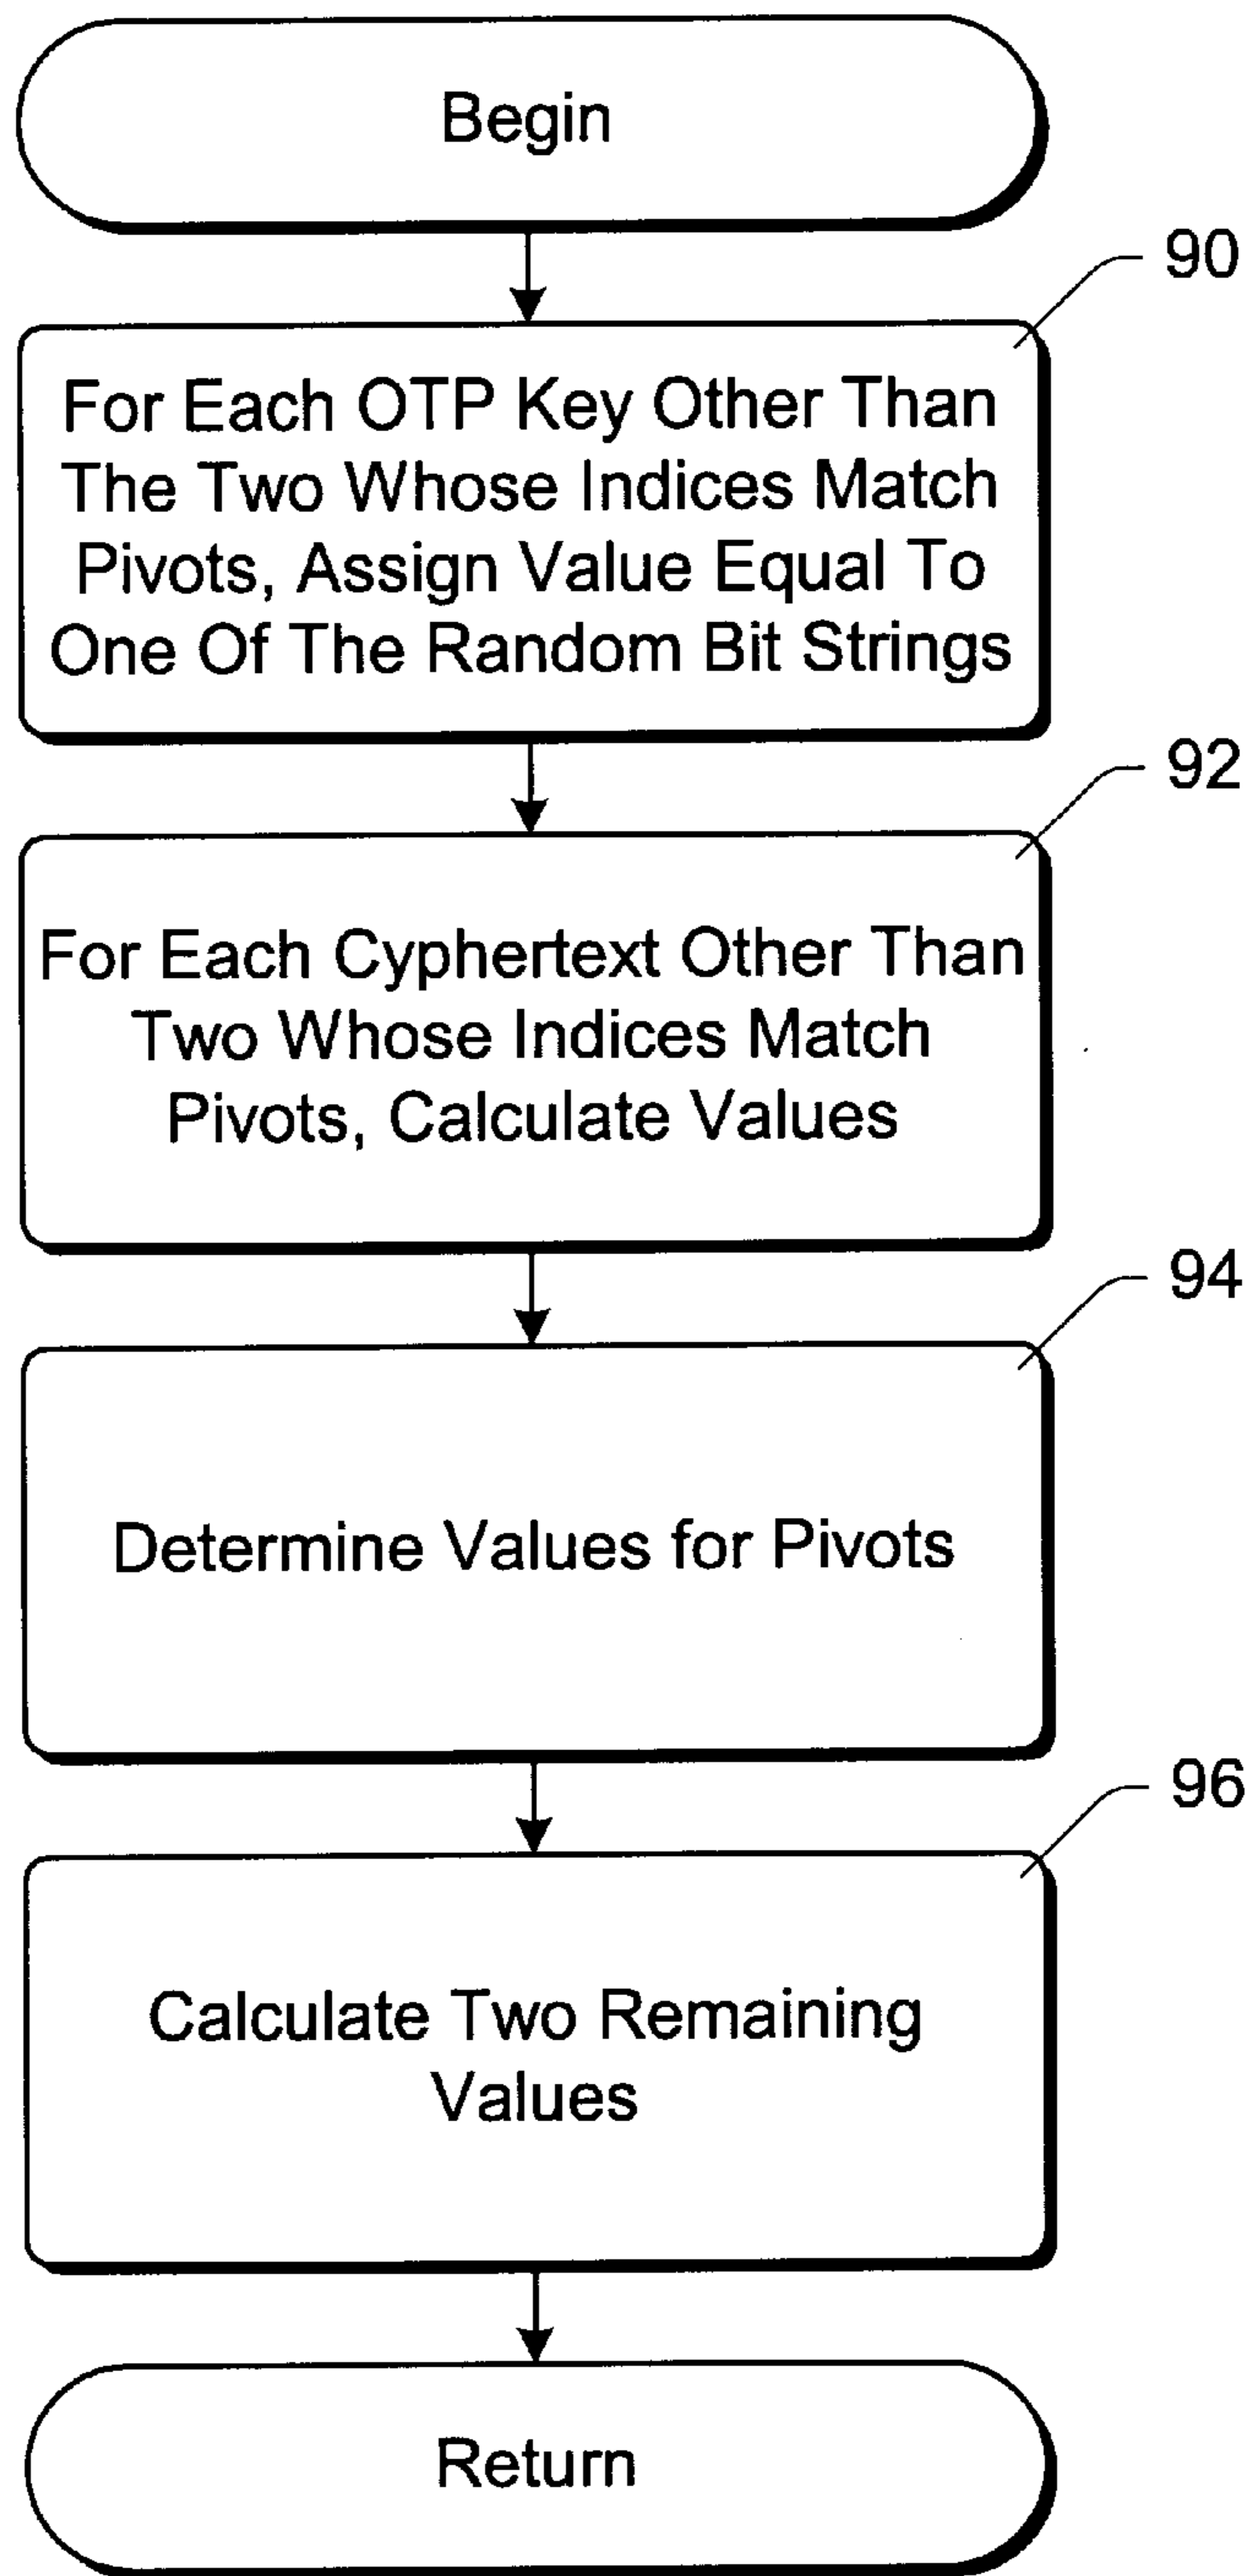 Begin
90
For Each OTP Key Other Than
The Two Whose Indices Match
Pivots, Assign Value Equal To
One Of The Random Bit Strings
92
For Each Cyphertext Other Than
Two Whose Indices Match
Pivots, Calculate Values
94
Determine Values for Pivots
96
Calculate Two Remaining
Values
Return